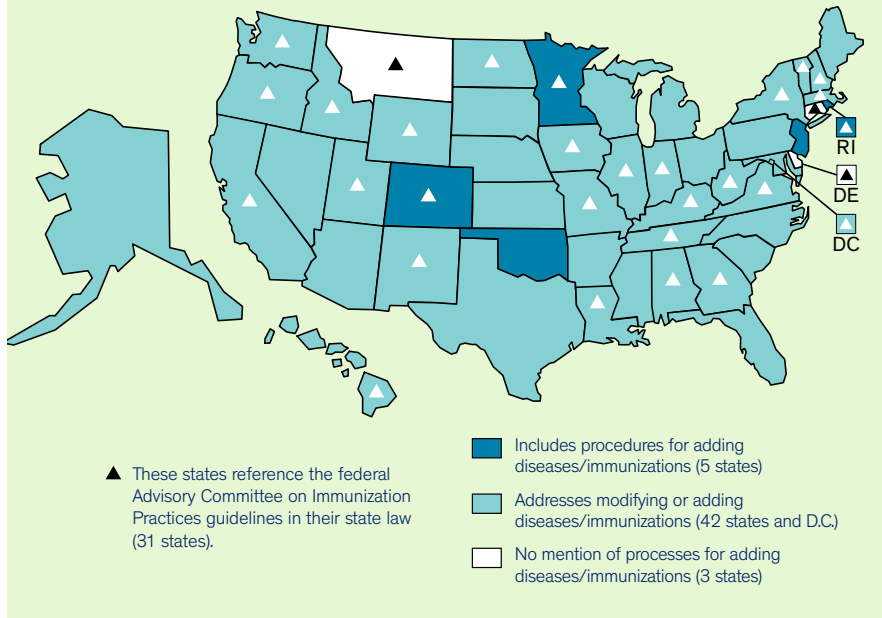 RI
DE
DC
These states reference the federal
Advisory Committee on Immunization
Practices guidelines in their state law
(31 states).
Includes procedures for adding
diseases/immunizations (5 states)
Addresses modifying or adding
diseases/immunizations (42 states and D.C.)
No mention of processes for adding
diseases/immunizations (3 states)